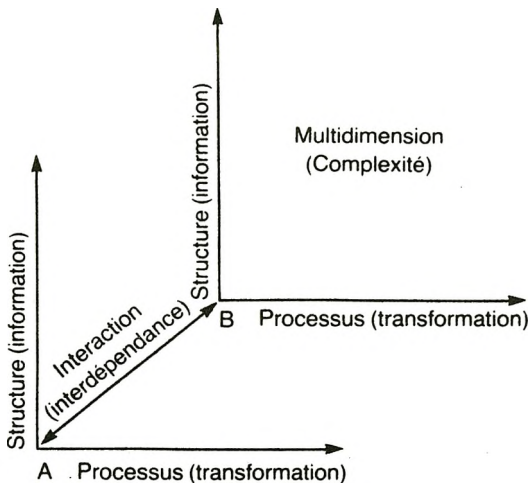 Structure (information)
Multidimension
(Complexité)
Structure (information)
Interaction
(interdépendance)
B Processus (transformation)
A Processus (transformation)